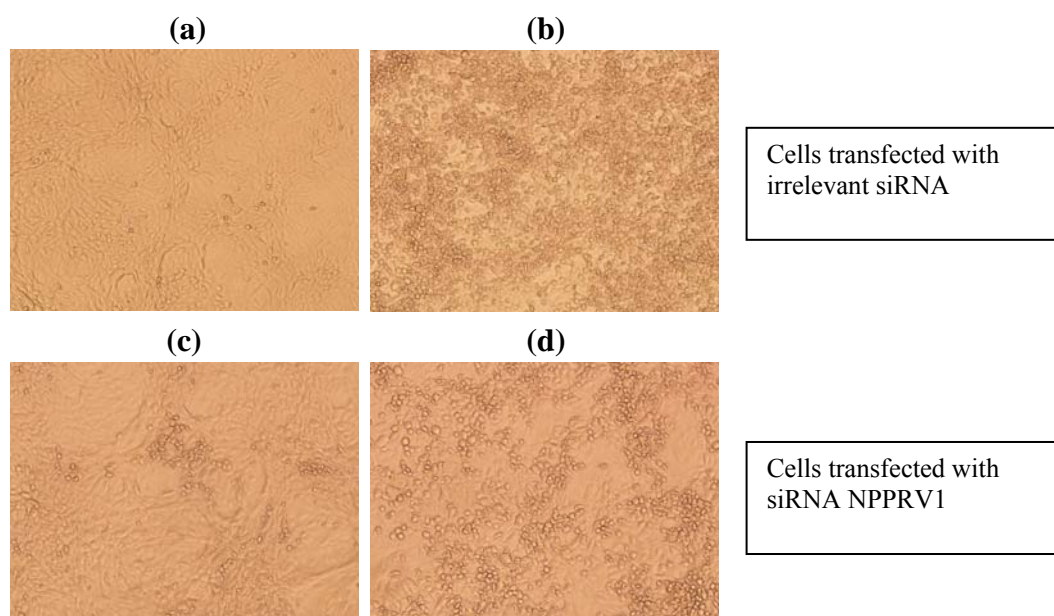 (a)
(b)
Cells transfected with
irrelevant siRNA
(c)
(d)
Cells transfected with
siRNA NPPRV1